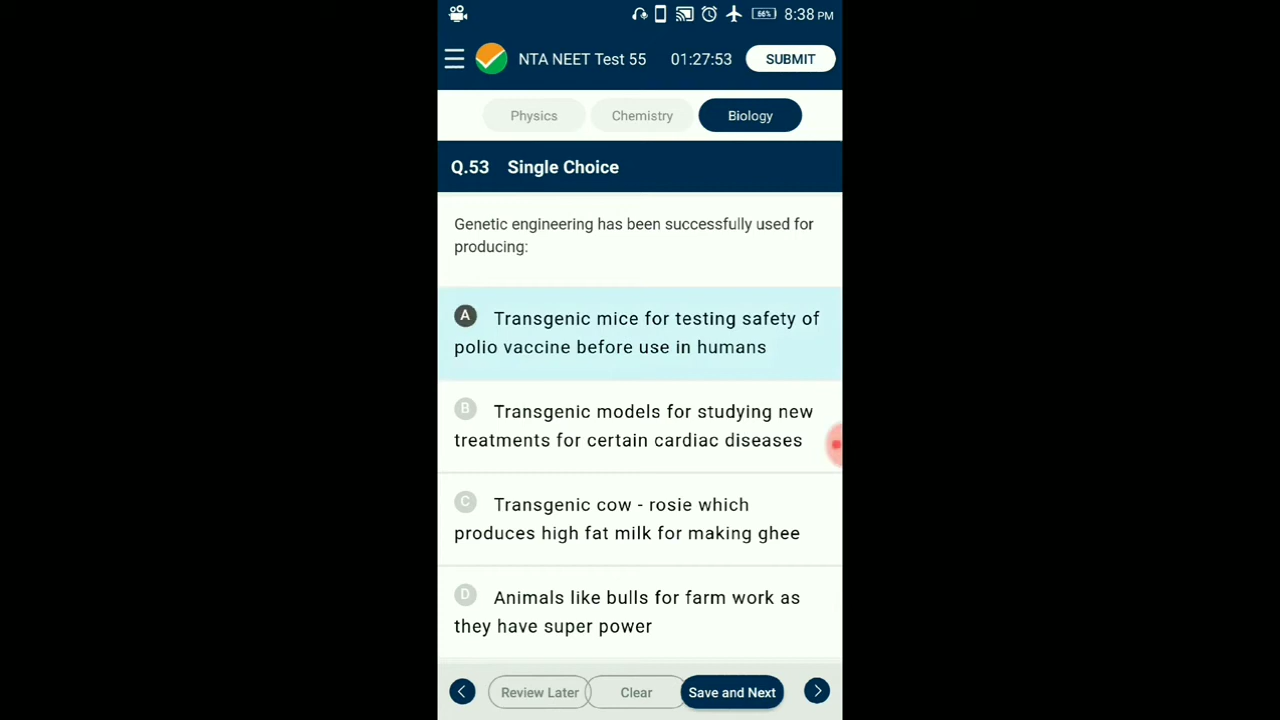 56% 8:38 PM
NTA NEET Test 55 01:27:53 SUBMIT
Physics Chemistry Biology
Q.53 Single Choice
Genetic engineering has been successfully used for
producing:
A Transgenic mice for testing safety of
polio vaccine before use in humans
B Transgenic models for studying new
treatments for certain cardiac diseases
C Transgenic cow - rosie which
produces high fat milk for making ghee
D Animals like bulls for farm work as
they have super power
Review Later Clear Save and Next